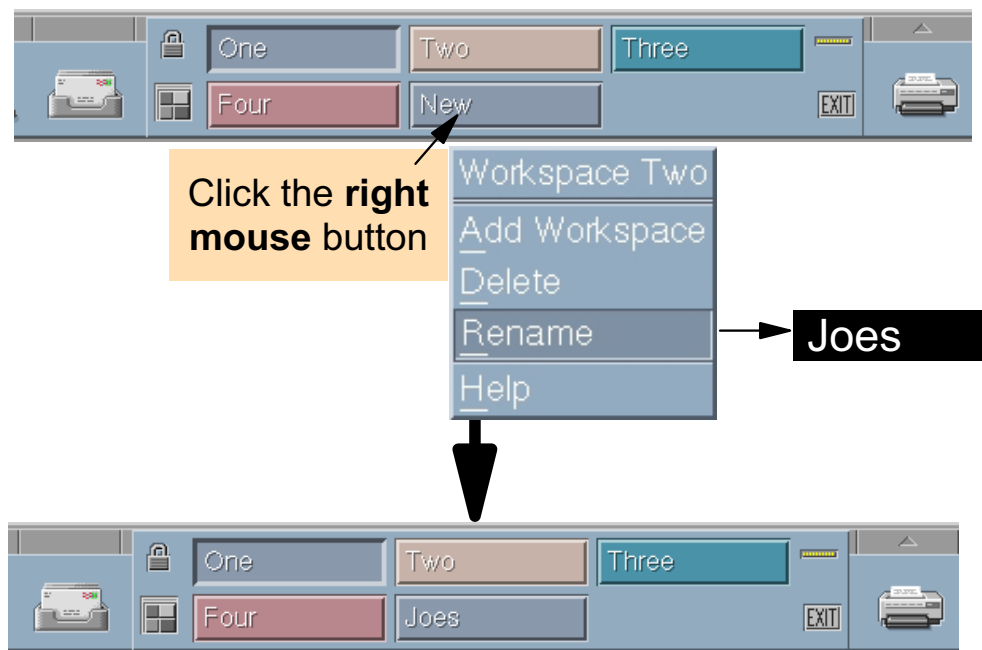 One Two Three
Four New EXIT
Click the right
mouse button
Workspace Two
Add Workspace
Delete
Rename
Help
Joes
One Two Three
Four Joes EXIT